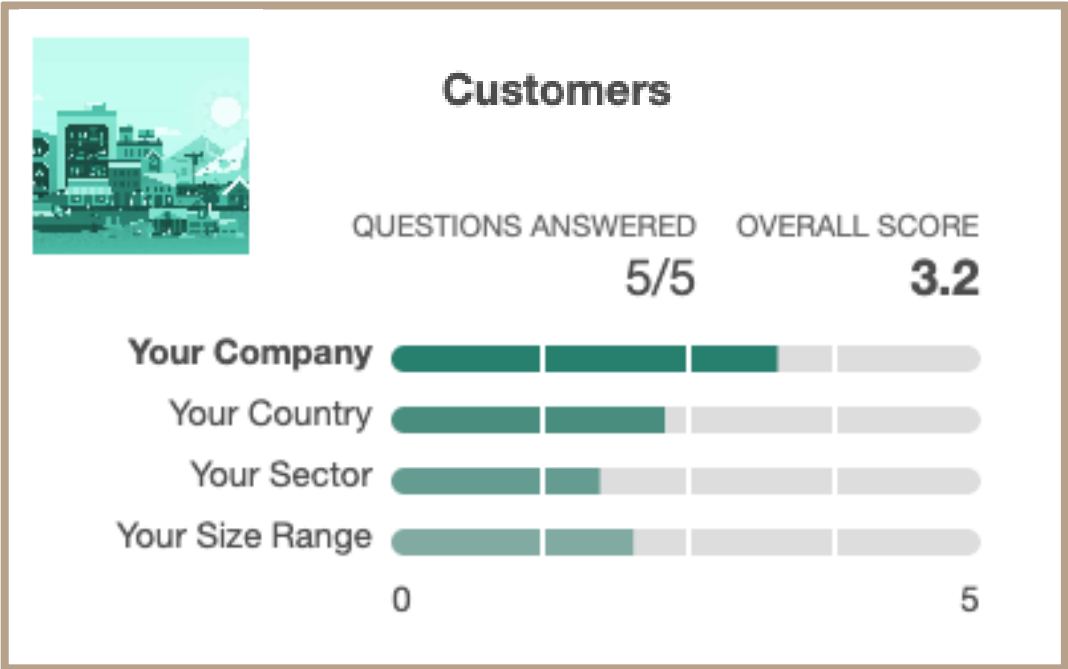 Customers
QUESTIONS ANSWERED OVERALL SCORE
5/5 3.2
Your Company
Your Country
Your Sector
Your Size Range
0 5